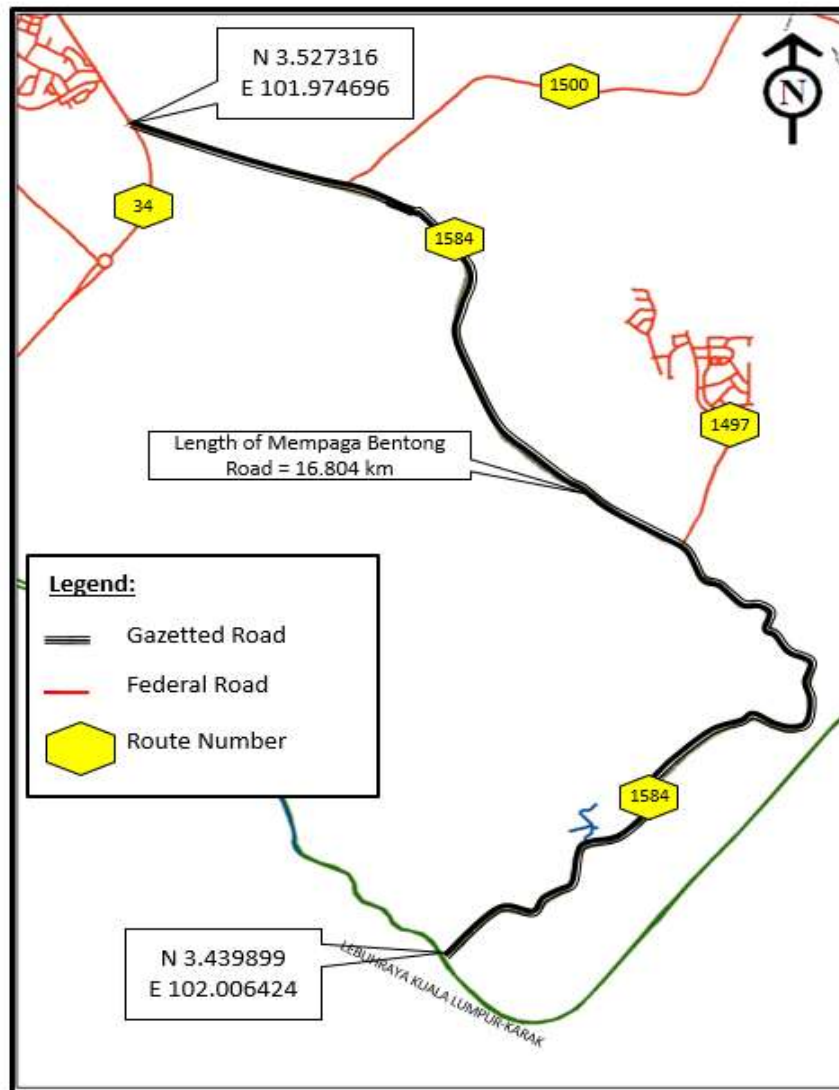 N 3.527316
E 101.974696
1500
N
34
1584
1497
Length of Mempaga Bentong
Road = 16.804 km
Legend:
Gazetted Road
Federal Road
Route Number
1584
N 3.439899
E 102.006424
LEBUHRAYA KUALA LUMPUR-KARAK